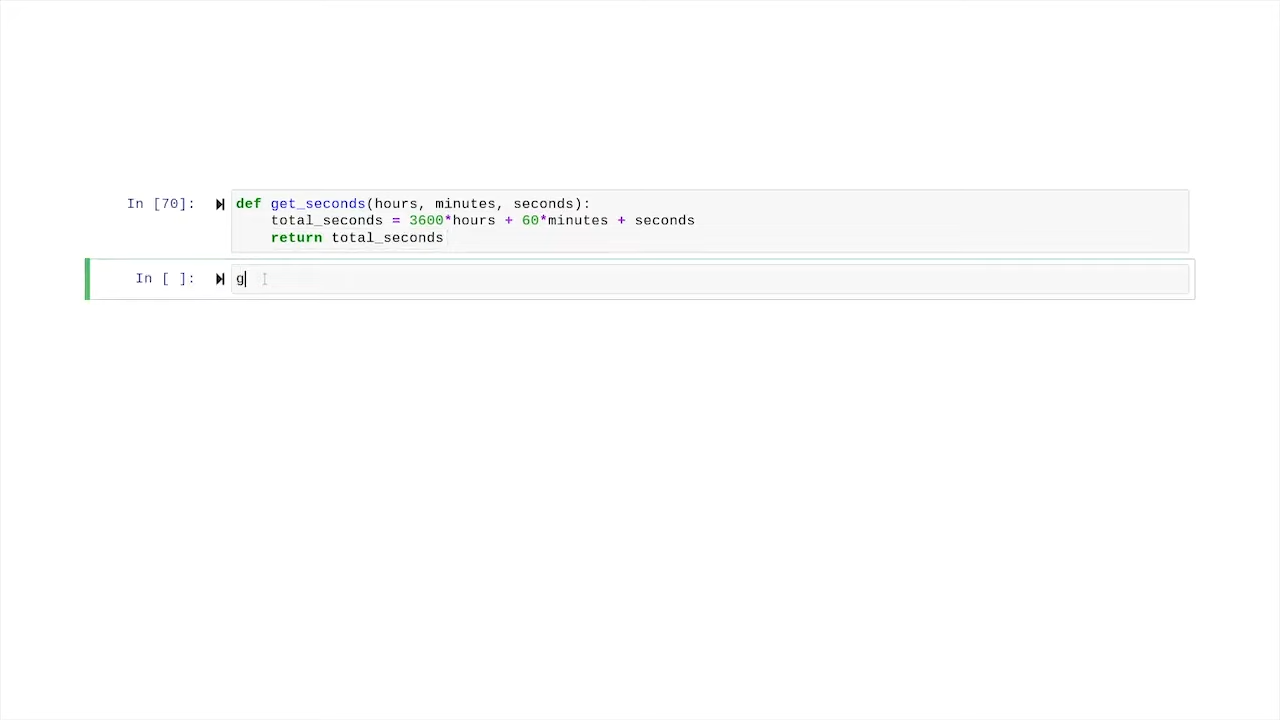 In [70]: def get_seconds(hours, minutes, seconds):
    total_seconds = 3600*hours + 60*minutes + seconds
    return total_seconds
In [ ]: g